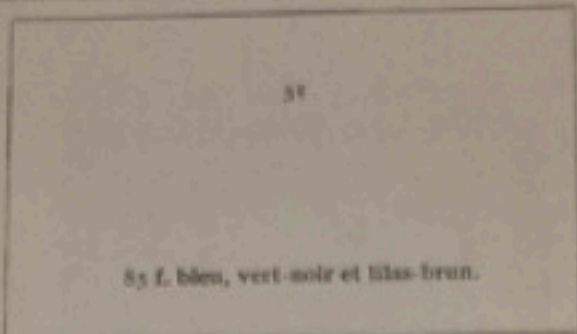 85 f. bleu, vert-noir et lilas-brun.